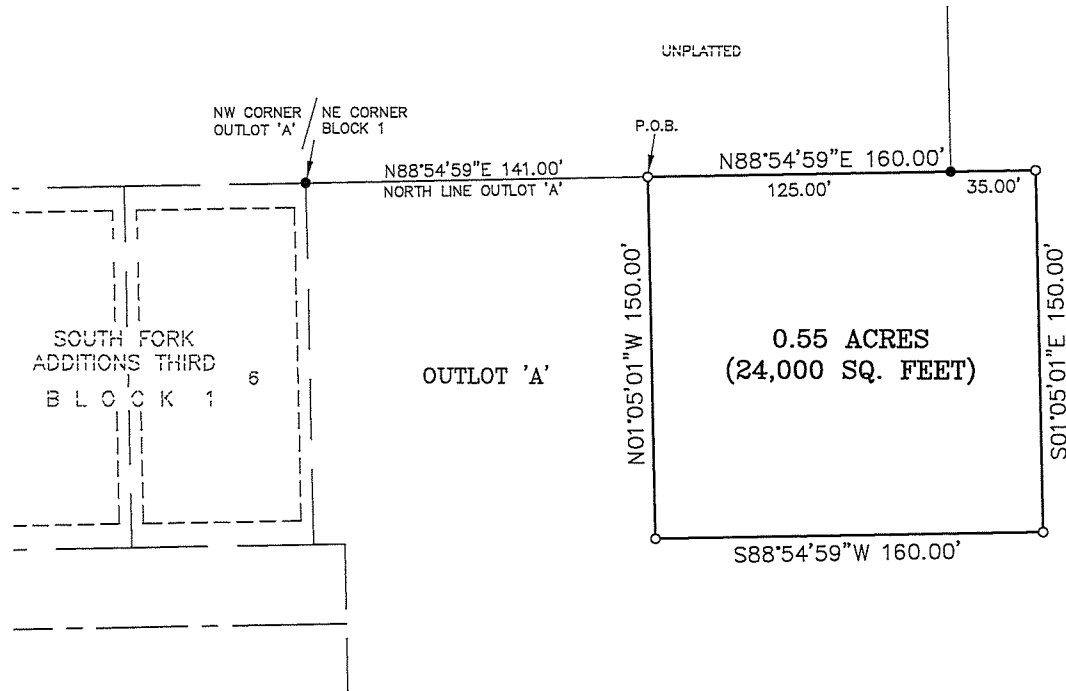 UNPLATTED
NW CORNER
OUTLOT 'A'
NE CORNER
BLOCK 1
P.O.B.
N88°54'59"E 141.00'
NORTH LINE OUTLOT 'A'
N88°54'59"E 160.00'
125.00'
35.00'
N01°05'01"W 150.00'
S01°05'01"E 150.00'
SOUTH FORK
ADDITIONS THIRD
BLOCK 1
6
OUTLOT 'A'
0.55 ACRES
(24,000 SQ. FEET)
S88°54'59"W 160.00'